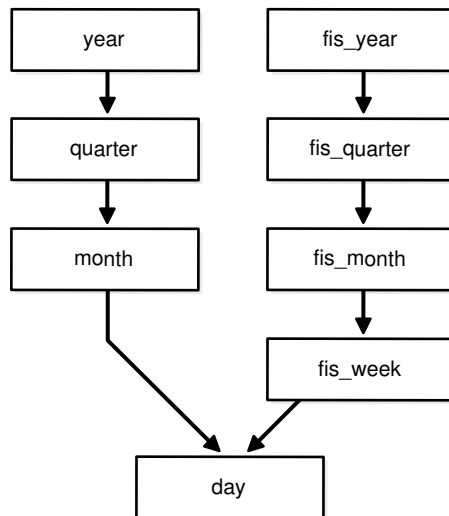 year
fis_year
quarter
fis_quarter
month
fis_month
fis_week
day